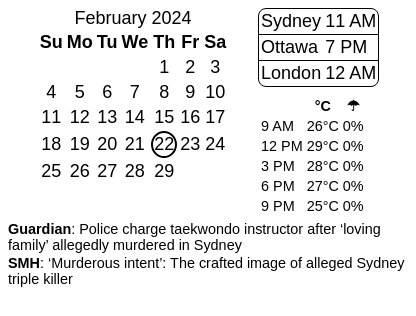 February 2024
Su Mo Tu We Th Fr Sa
1 2 3
4 5 6 7 8 9 10
11 12 13 14 15 16 17
18 19 20 21 22 23 24
25 26 27 28 29
Sydney 11 AM
Ottawa 7 PM
London 12 AM
°C ☂
9 AM 26°C 0%
12 PM 29°C 0%
3 PM 28°C 0%
6 PM 27°C 0%
9 PM 25°C 0%
Guardian: Police charge taekwondo instructor after ‘loving
family’ allegedly murdered in Sydney
SMH: ‘Murderous intent’: The crafted image of alleged Sydney
triple killer